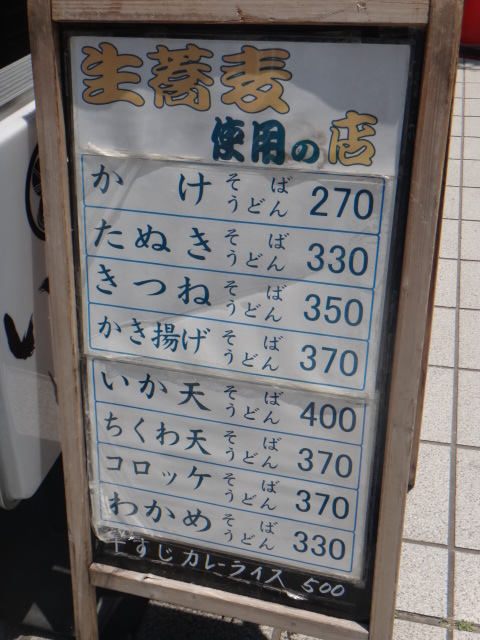 生蕎麦
使用の店
かけ そば うどん 270
たぬき そば うどん 330
きつね そば うどん 350
かき揚げ そば うどん 370
いか天 そば うどん 400
ちくわ天 そば うどん 370
コロッケ そば うどん 370
わかめ そば うどん 330
牛すじカレーライス 500